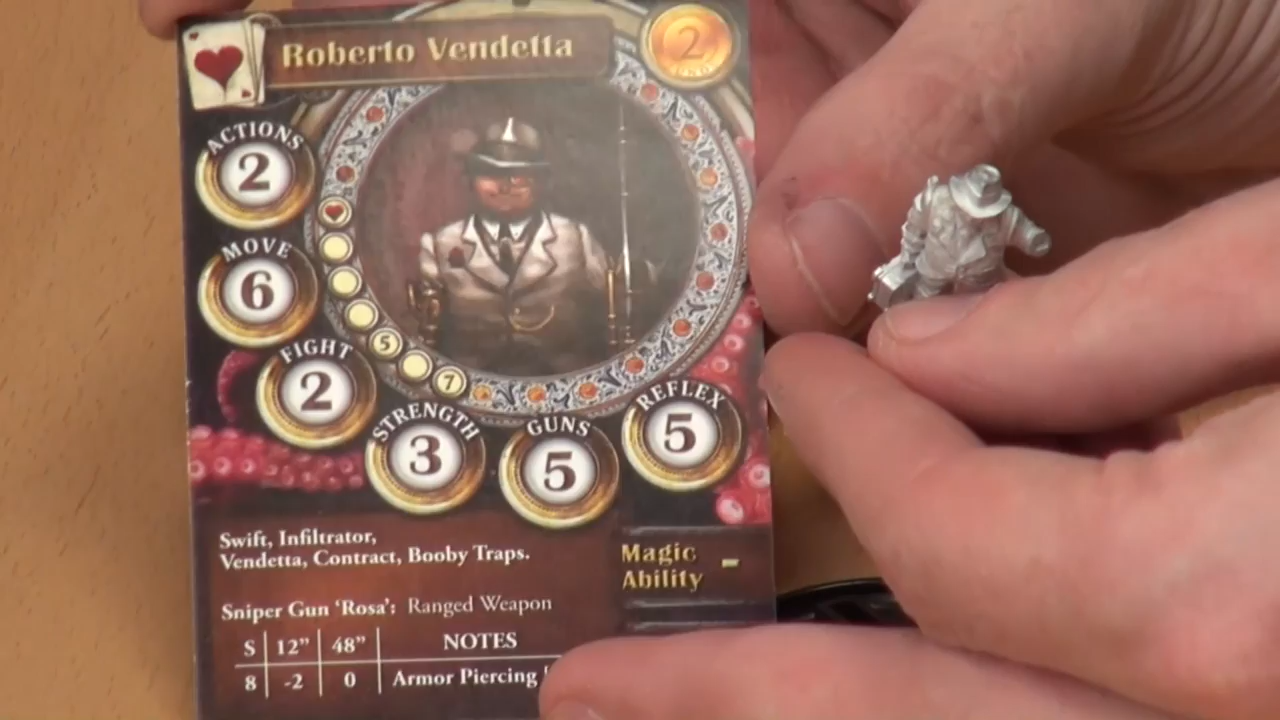 Roberto Vendetta
2
ACTIONS
2
MOVE
6
FIGHT
2
STRENGTH
3
GUNS
5
REFLEX
5
5
7
Swift, Infiltrator,
Vendetta, Contract, Booby Traps.
Magic
Ability -
Sniper Gun 'Rosa': Ranged Weapon
S 12" 48" NOTES
8 -2 0 Armor Piercing